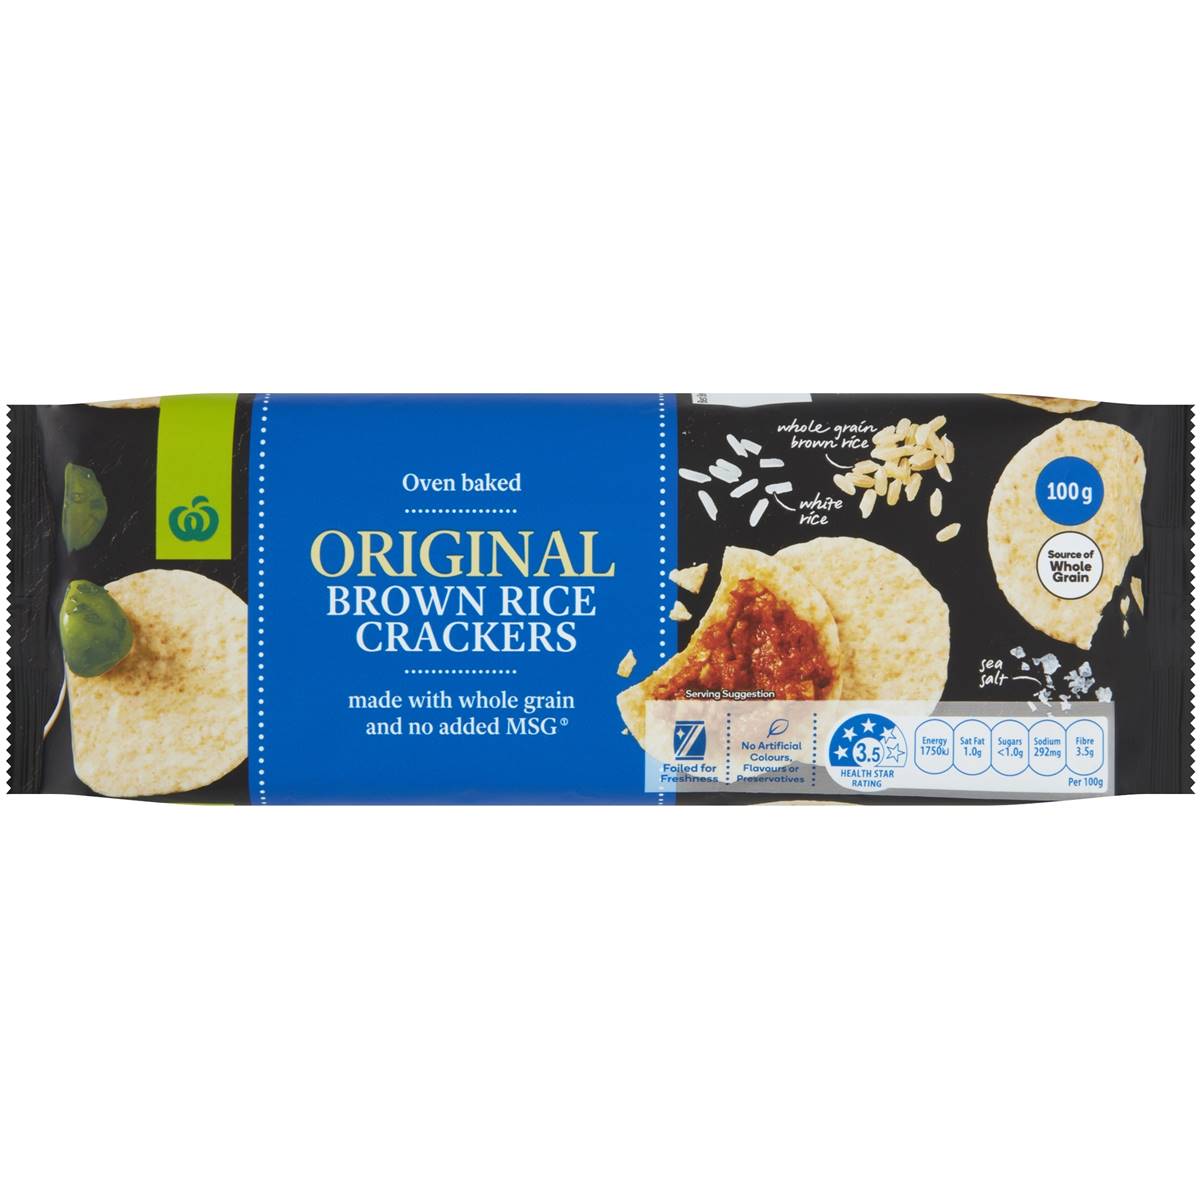 Oven baked
ORIGINAL
BROWN RICE
CRACKERS
made with whole grain
and no added MSG
whole grain
brown rice
white
rice
100g
Source of
Whole
Grain
sea
salt
Serving Suggestion
Foiled for
Freshness
No Artificial
Colours,
Flavours or
Preservatives
3.5
HEALTH STAR
RATING
Energy
1750kJ
Sat Fat
1.0g
Sugars
<1.0g
Sodium
292mg
Fibre
3.5g
Per 100g